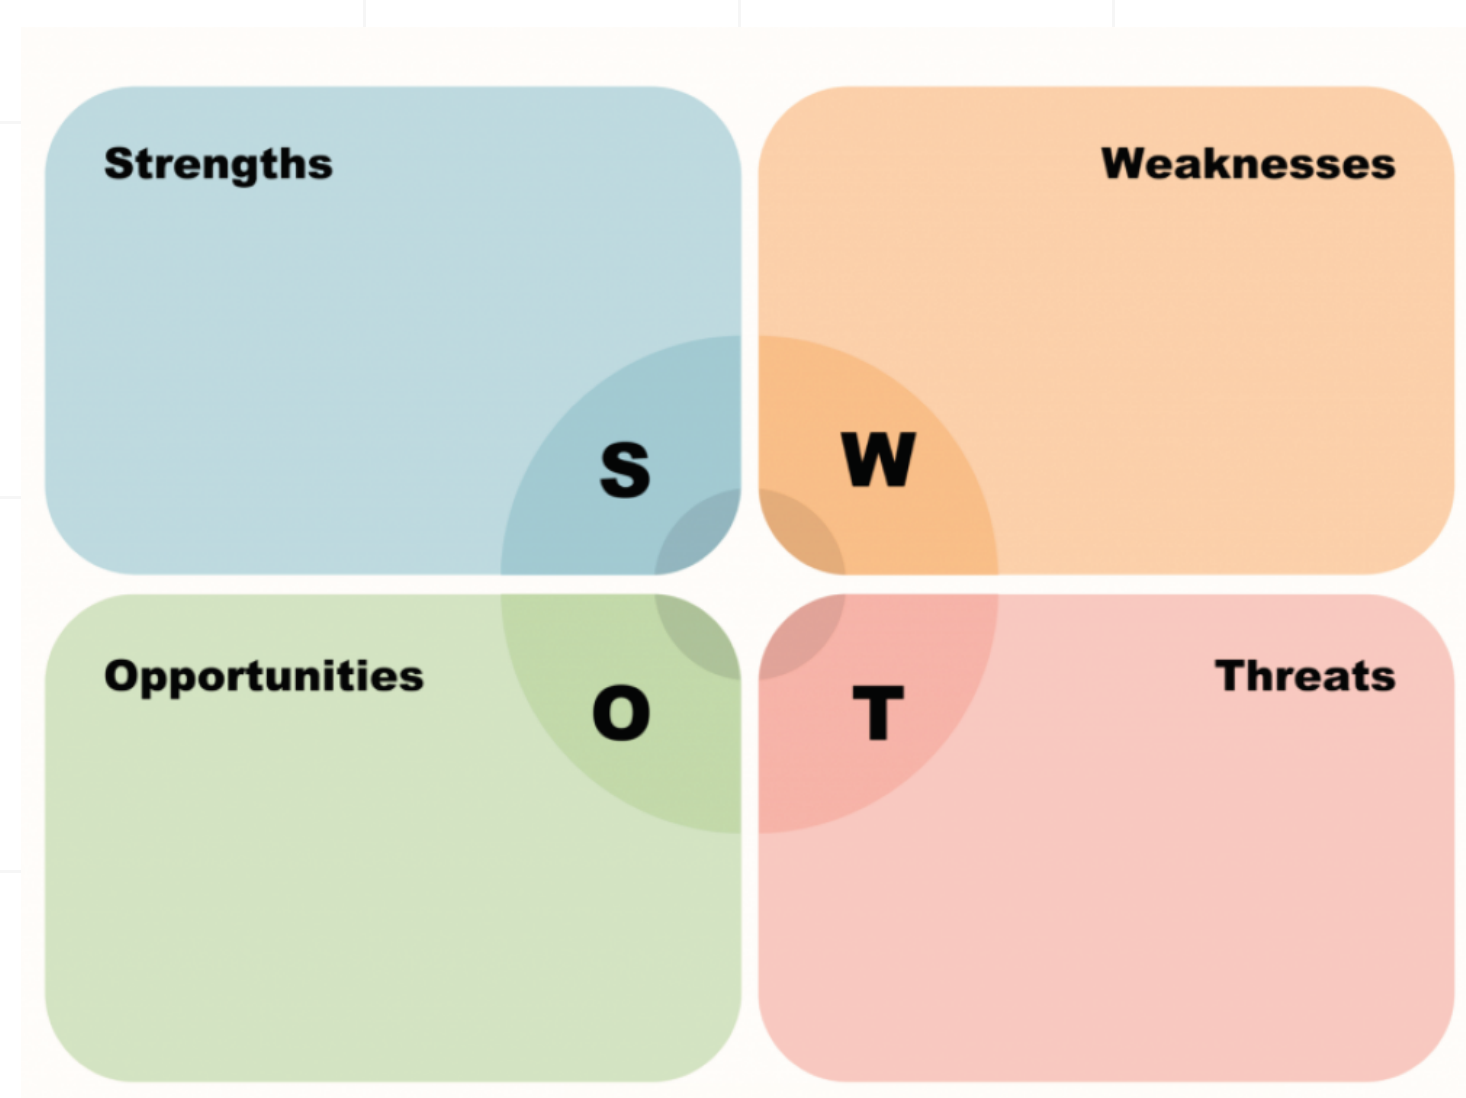 Strengths
Weaknesses
S
W
Opportunities
Threats
O
T